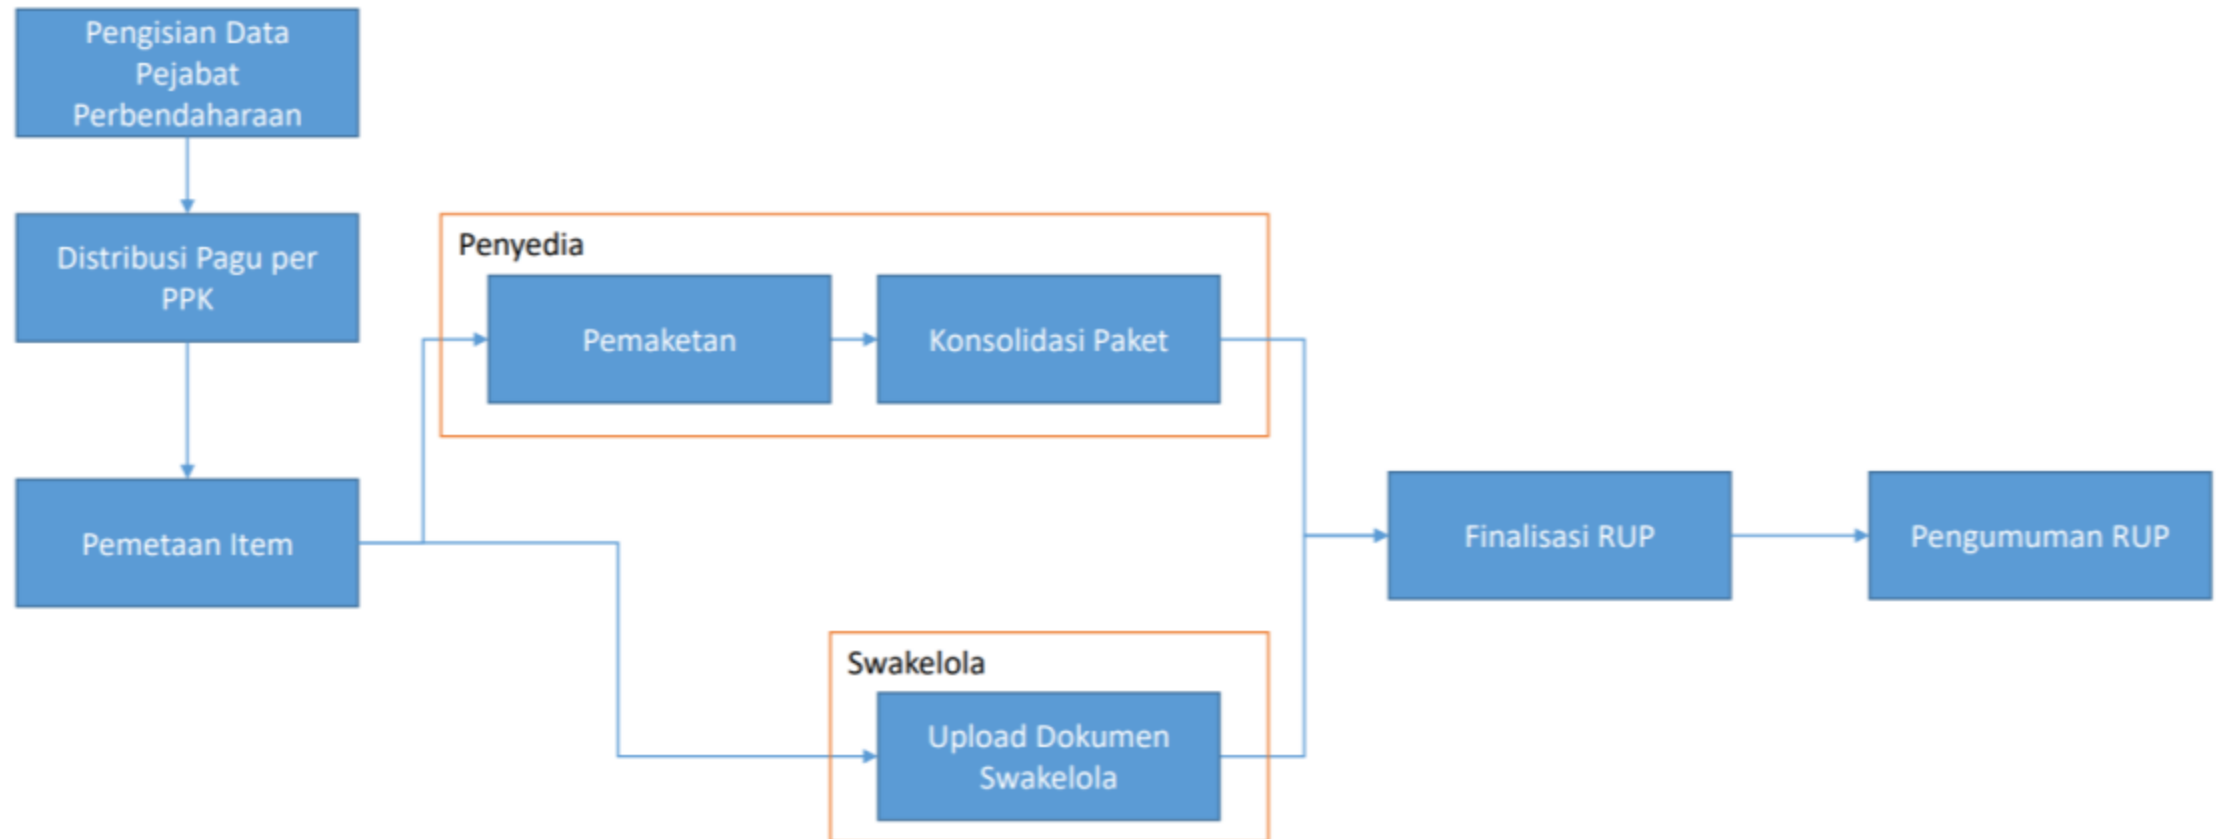 Pengisian Data
Pejabat
Perbendaharaan
Distribusi Pagu per
PPK
Pemetaan Item
Penyedia
Pemaketan
Konsolidasi Paket
Swakelola
Upload Dokumen
Swakelola
Finalisasi RUP
Pengumuman RUP